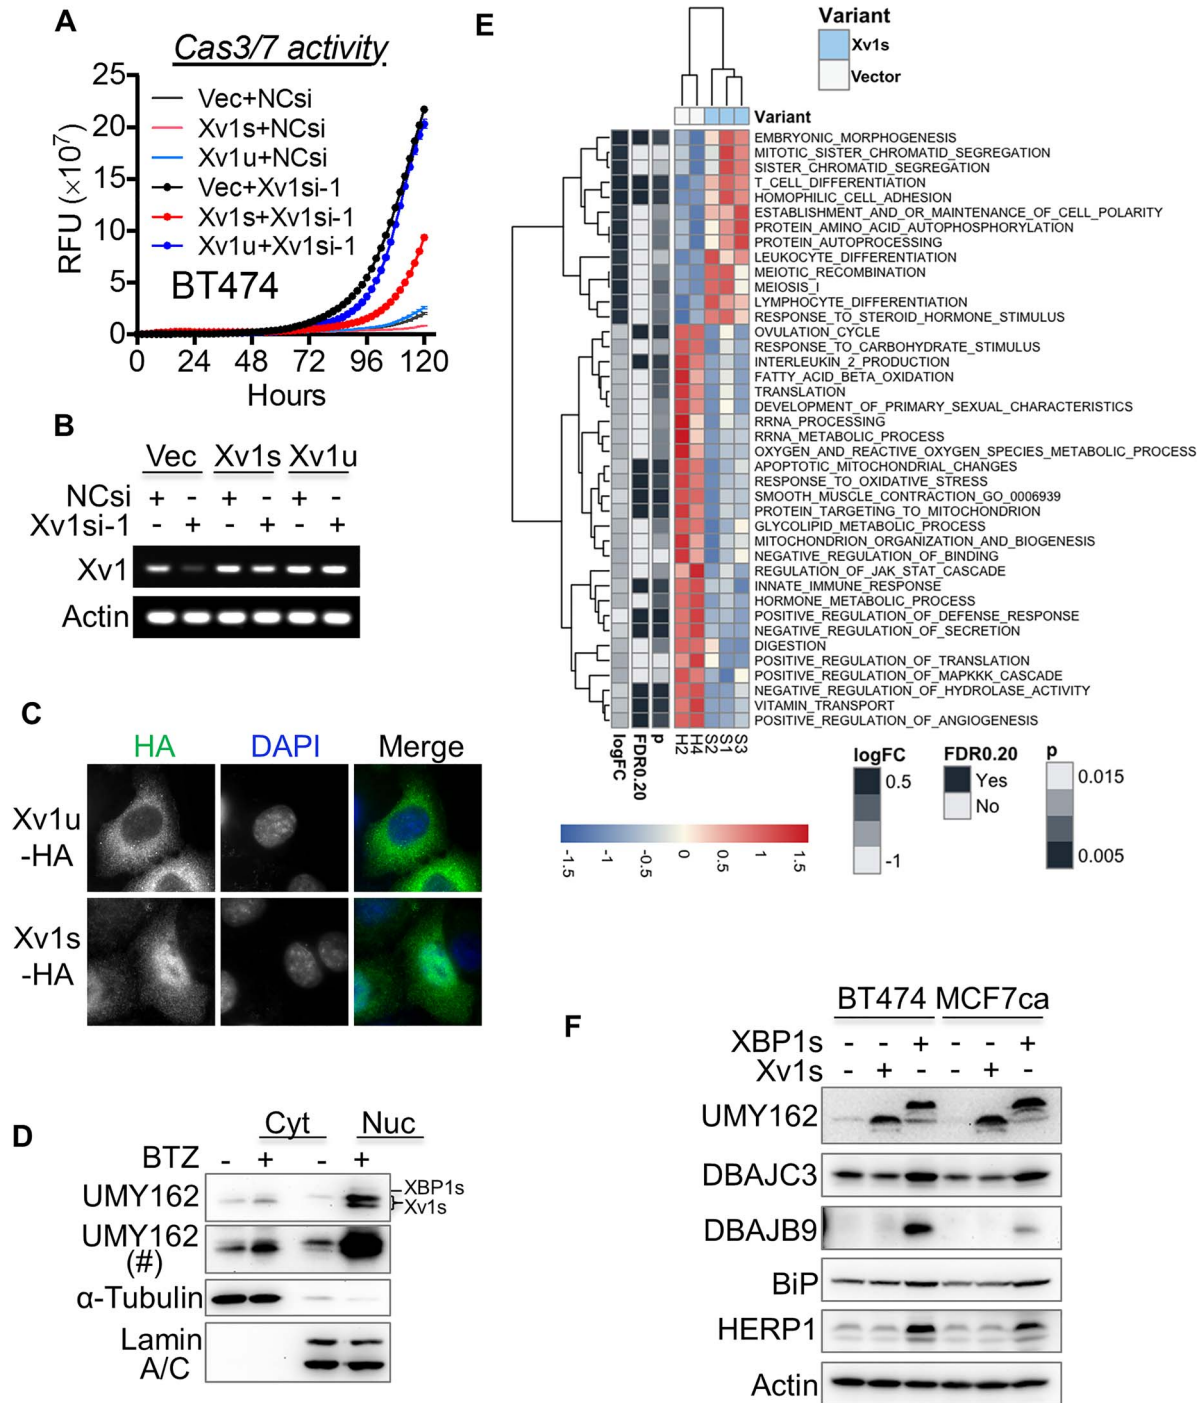 A
Cas3/7 activity
RFU (×10⁷)
25
20
15
10
5
0
Vec+NCsi
Xv1s+NCsi
Xv1u+NCsi
Vec+Xv1si-1
Xv1s+Xv1si-1
Xv1u+Xv1si-1
BT474
0 24 48 72 96 120
Hours
B
Vec Xv1s Xv1u
NCsi + - + - + -
Xv1si-1 - + - + - +
Xv1
Actin
C
HA DAPI Merge
Xv1u
-HA
Xv1s
-HA
D
Cyt Nuc
BTZ - + - +
UMY162
XBP1s
Xv1s
UMY162
(#)
α-Tubulin
Lamin
A/C
E
Variant
Xv1s
Vector
Variant
EMBRYONIC_MORPHOGENESIS
MITOTIC_SISTER_CHROMATID_SEGREGATION
SISTER_CHROMATID_SEGREGATION
T_CELL_DIFFERENTIATION
HOMOPHILIC_CELL_ADHESION
ESTABLISHMENT_AND_OR_MAINTENANCE_OF_CELL_POLARITY
PROTEIN_AMINO_ACID_AUTOPHOSPHORYLATION
PROTEIN_AUTOPROCESSING
LEUKOCYTE_DIFFERENTIATION
MEIOTIC_RECOMBINATION
MEIOSIS_I
LYMPHOCYTE_DIFFERENTIATION
RESPONSE_TO_STEROID_HORMONE_STIMULUS
OVULATION_CYCLE
RESPONSE_TO_CARBOHYDRATE_STIMULUS
INTERLEUKIN_2_PRODUCTION
FATTY_ACID_BETA_OXIDATION
TRANSLATION
DEVELOPMENT_OF_PRIMARY_SEXUAL_CHARACTERISTICS
RRNA_PROCESSING
RRNA_METABOLIC_PROCESS
OXYGEN_AND_REACTIVE_OXYGEN_SPECIES_METABOLIC_PROCESS
APOPTOTIC_MITOCHONDRIAL_CHANGES
RESPONSE_TO_OXIDATIVE_STRESS
SMOOTH_MUSCLE_CONTRACTION_GO_0006939
PROTEIN_TARGETING_TO_MITOCHONDRION
GLYCOLIPID_METABOLIC_PROCESS
MITOCHONDRION_ORGANIZATION_AND_BIOGENESIS
NEGATIVE_REGULATION_OF_BINDING
REGULATION_OF_JAK_STAT_CASCADE
INNATE_IMMUNE_RESPONSE
HORMONE_METABOLIC_PROCESS
POSITIVE_REGULATION_OF_DEFENSE_RESPONSE
NEGATIVE_REGULATION_OF_SECRETION
DIGESTION
POSITIVE_REGULATION_OF_TRANSLATION
POSITIVE_REGULATION_OF_MAPKKK_CASCADE
NEGATIVE_REGULATION_OF_HYDROLASE_ACTIVITY
VITAMIN_TRANSPORT
POSITIVE_REGULATION_OF_ANGIOGENESIS
logFC FDR0.20 p H2 H4 S2 S1 S3
-1.5 -1 -0.5 0 0.5 1 1.5
logFC
0.5
-1
FDR0.20
Yes
No
p
0.015
0.005
F
BT474 MCF7ca
XBP1s - - + - - +
Xv1s - + - - + -
UMY162
DBAJC3
DBAJB9
BiP
HERP1
Actin